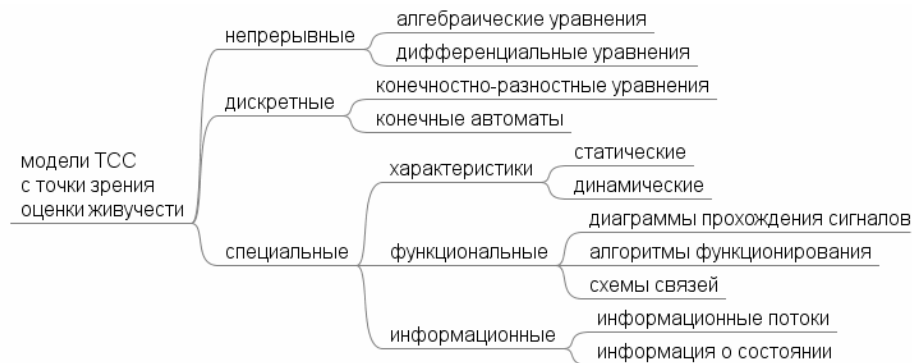 модели ТСС
с точки зрения
оценки живучести
непрерывные
алгебраические уравнения
дифференциальные уравнения
дискретные
конечностно-разностные уравнения
конечные автоматы
специальные
характеристики
статические
динамические
функциональные
диаграммы прохождения сигналов
алгоритмы функционирования
схемы связей
информационные
информационные потоки
информация о состоянии